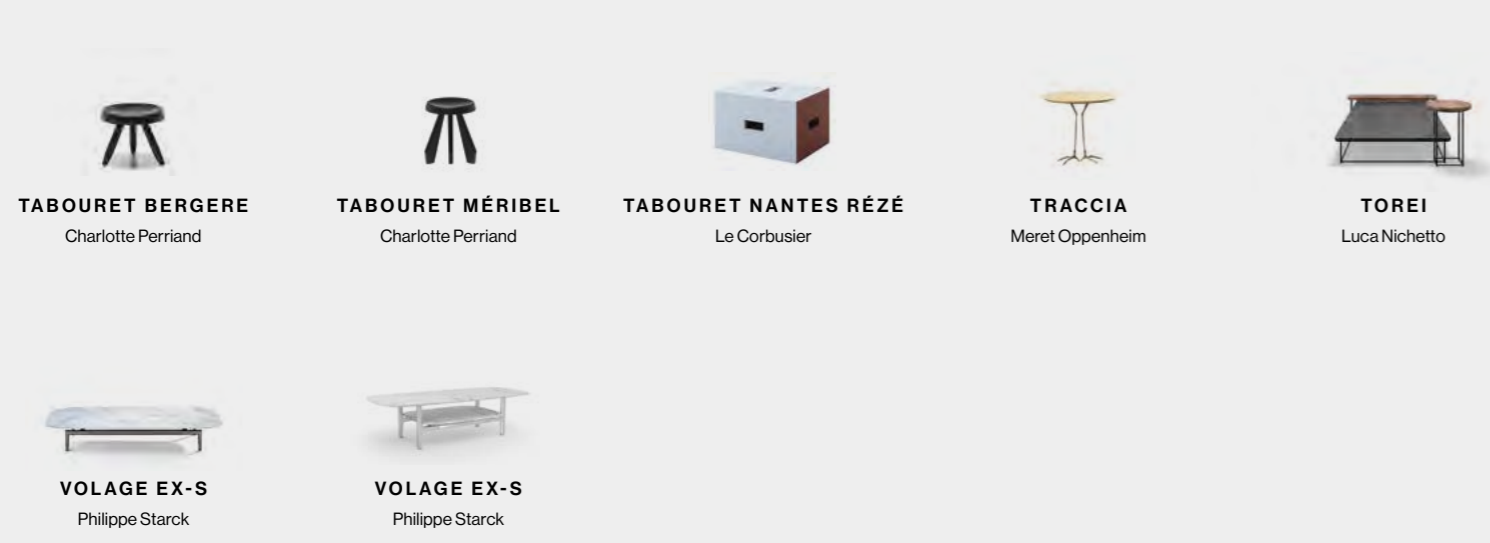 TABOURET BERGERE
Charlotte Perriand
TABOURET MÉRIBEL
Charlotte Perriand
TABOURET NANTES RÉZÉ
Le Corbusier
TRACCIA
Meret Oppenheim
TOREI
Luca Nichetto
VOLAGE EX-S
Philippe Starck
VOLAGE EX-S
Philippe Starck